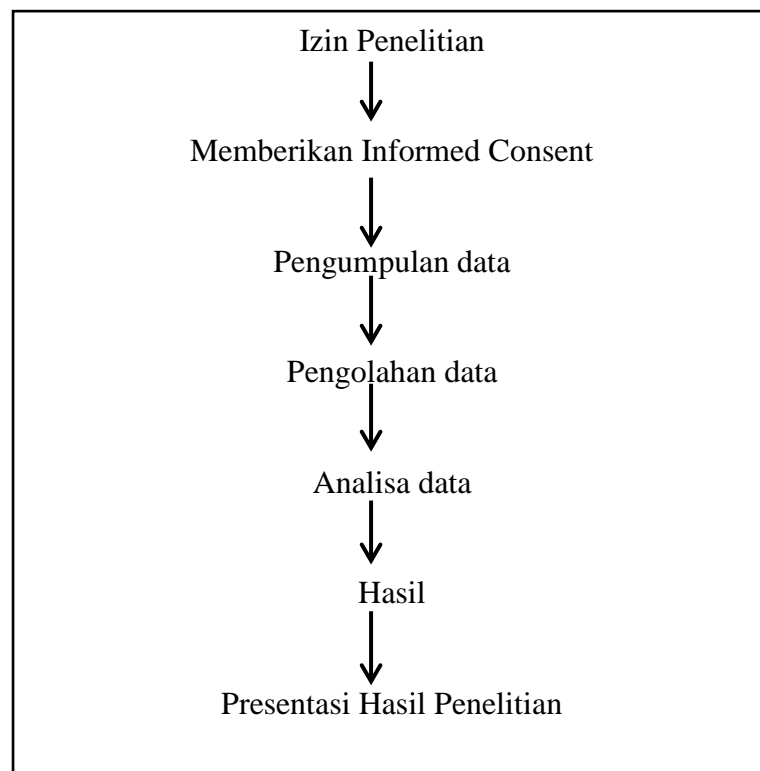 Izin Penelitian
Memberikan Informed Consent
Pengumpulan data
Pengolahan data
Analisa data
Hasil
Presentasi Hasil Penelitian